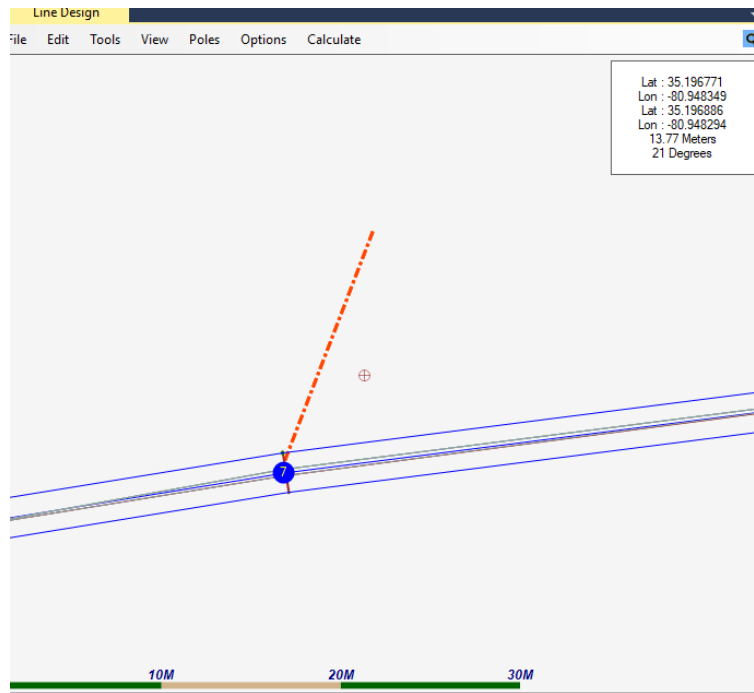 Line Design
File Edit Tools View Poles Options Calculate
Lat : 35.196771
Lon : -80.948349
Lat : 35.196886
Lon : -80.948294
13.77 Meters
21 Degrees
7
10M 20M 30M